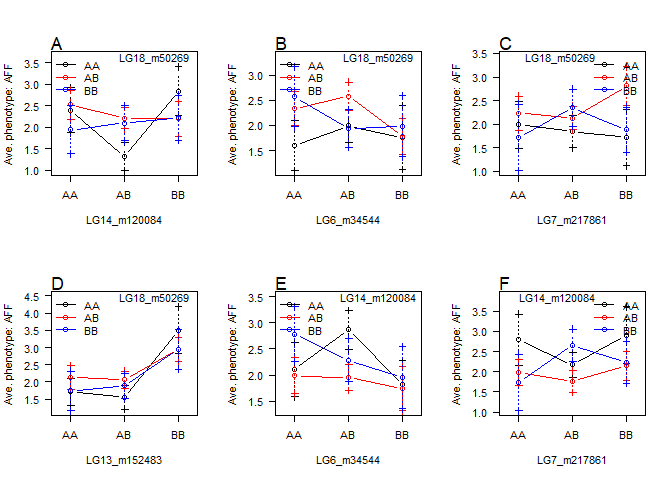 A
B
C
LG18_m50269
LG18_m50269
LG18_m50269
AA
AB
BB
AA
AB
BB
AA
AB
BB
Ave. phenotype: AFF
Ave. phenotype: AFF
Ave. phenotype: AFF
3.5
3.0
2.5
2.0
1.5
1.0
3.0
2.5
2.0
1.5
3.5
3.0
2.5
2.0
1.5
1.0
AA AB BB
AA AB BB
AA AB BB
LG14_m120084
LG6_m34544
LG7_m217861
D
E
F
LG18_m50269
LG14_m120084
LG14_m120084
AA
AB
BB
AA
AB
BB
AA
AB
BB
Ave. phenotype: AFF
Ave. phenotype: AFF
Ave. phenotype: AFF
4.5
4.0
3.5
3.0
2.5
2.0
1.5
3.5
3.0
2.5
2.0
1.5
3.5
3.0
2.5
2.0
1.5
1.0
AA AB BB
AA AB BB
AA AB BB
LG13_m152483
LG6_m34544
LG7_m217861